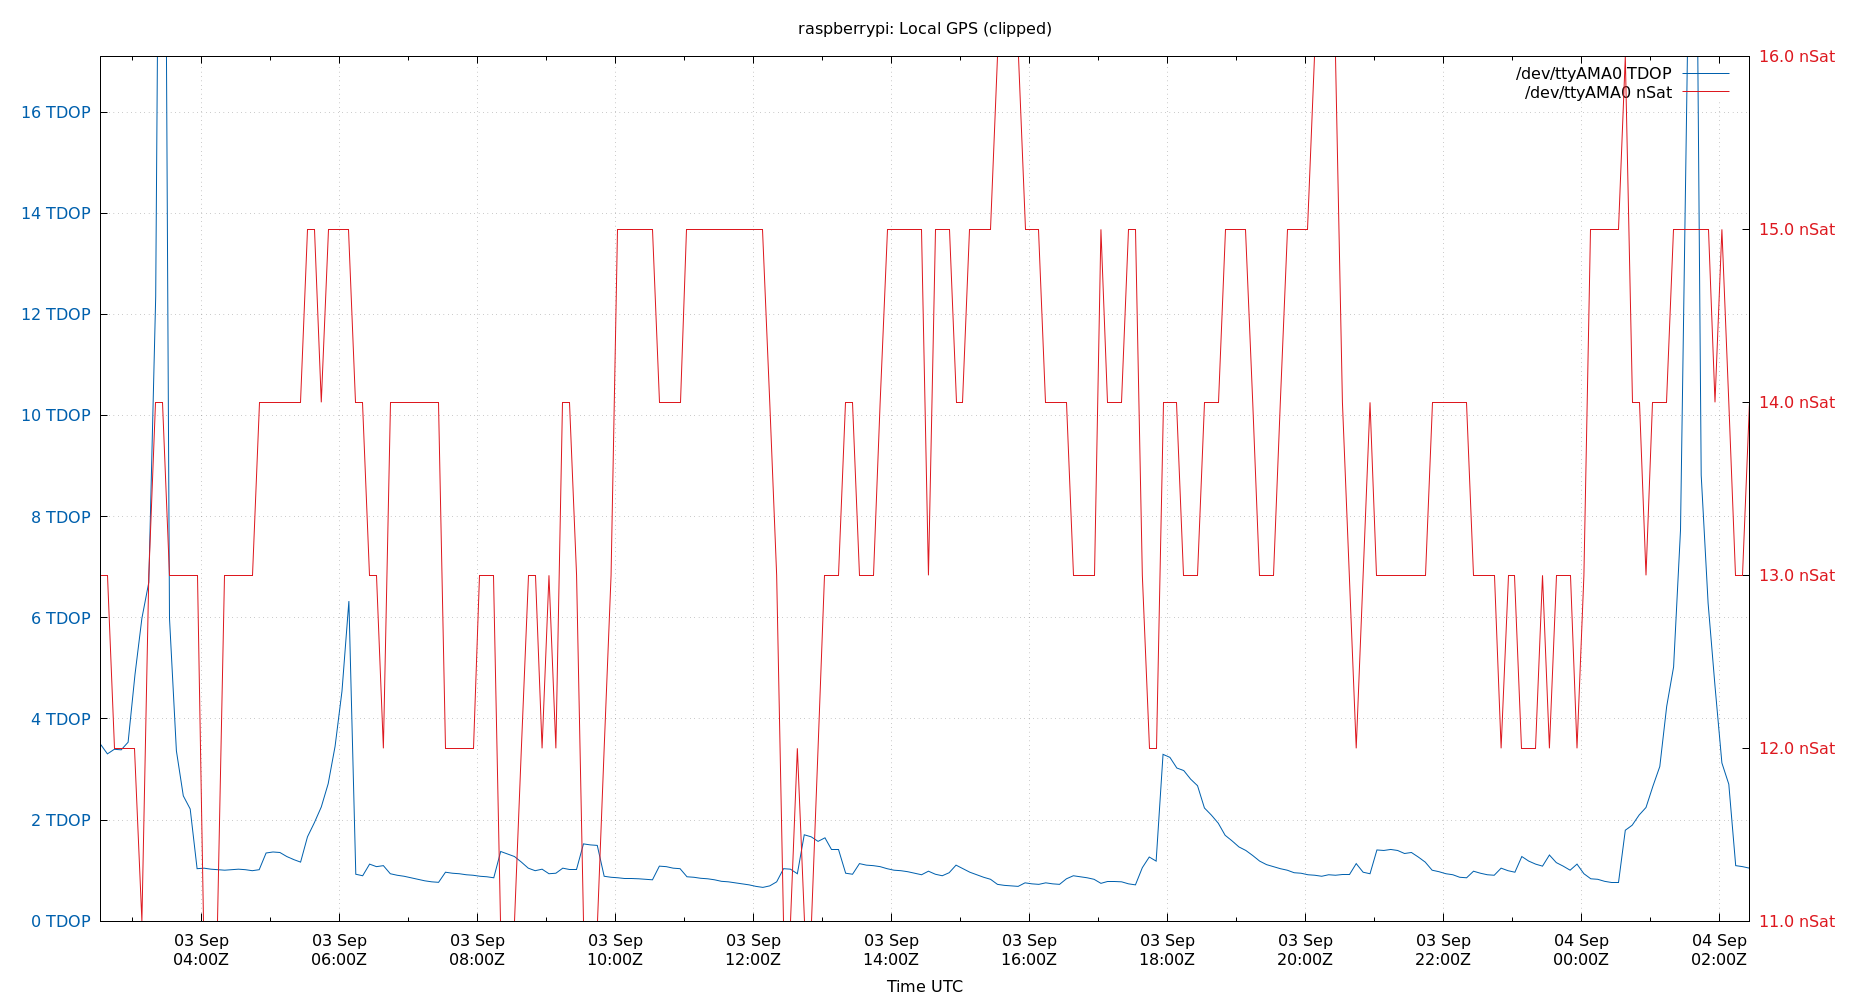 raspberrypi: Local GPS (clipped)
16.0 nSat
/dev/ttyAMA0 TDOP
/dev/ttyAMA0 nSat
16 TDOP
14 TDOP
15.0 nSat
12 TDOP
14.0 nSat
10 TDOP
8 TDOP
13.0 nSat
6 TDOP
4 TDOP
12.0 nSat
2 TDOP
0 TDOP
11.0 nSat
03 Sep 03 Sep 03 Sep 03 Sep 03 Sep 03 Sep 03 Sep 03 Sep 03 Sep 03 Sep 04 Sep 04 Sep
04:00Z 06:00Z 08:00Z 10:00Z 12:00Z 14:00Z 16:00Z 18:00Z 20:00Z 22:00Z 00:00Z 02:00Z
Time UTC